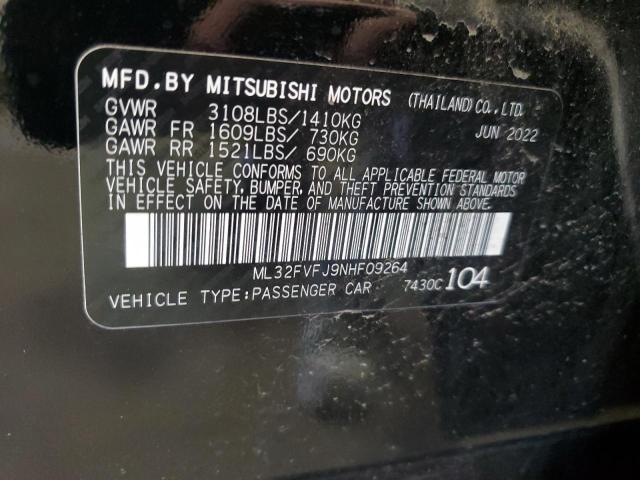 MFD.BY MITSUBISHI MOTORS (THAILAND)CO.,LTD.
GVWR 3108LBS/1410KG JUN 2022
GAWR FR 1609LBS/ 730KG
GAWR RR 1521LBS/ 690KG
THIS VEHICLE CONFORMS TO ALL APPLICABLE FEDERAL MOTOR
VEHICLE SAFETY, BUMPER, AND THEFT PREVENTION STANDARDS
IN EFFECT ON THE DATE OF MANUFACTURE SHOWN ABOVE.
ML32FVFJ9NHF09264
VEHICLE TYPE:PASSENGER CAR 7430C104